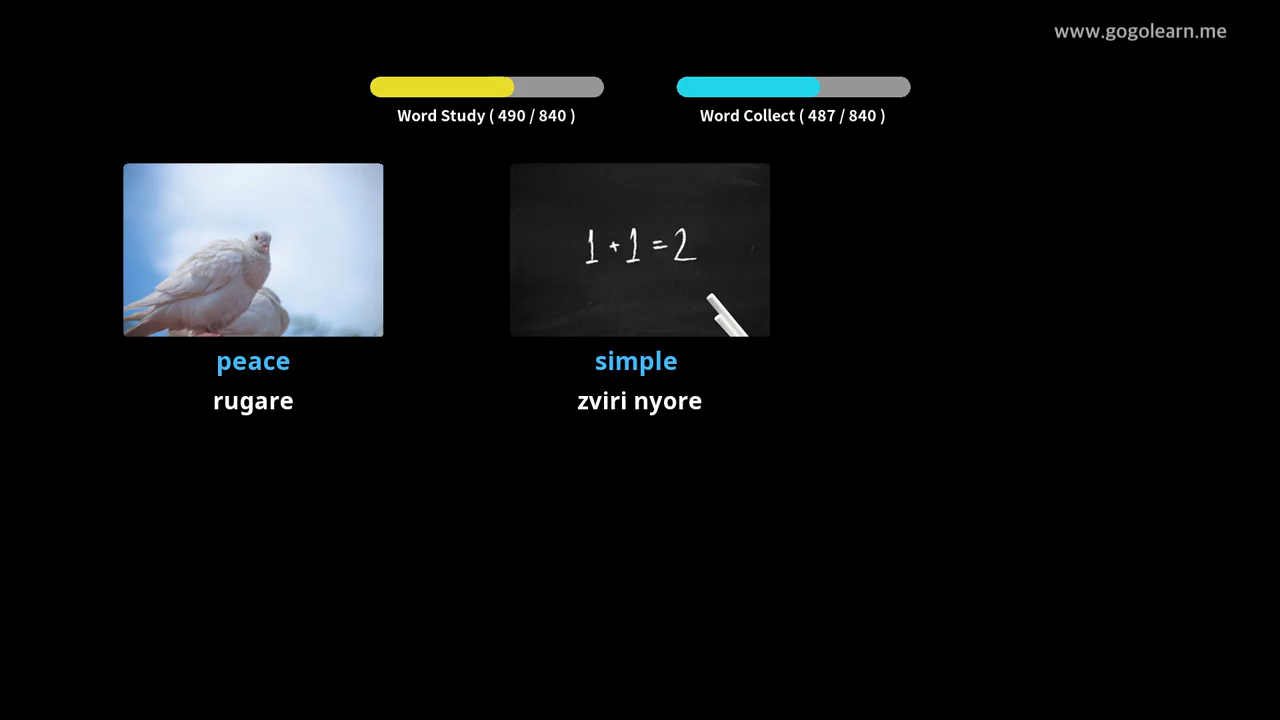 www.gogolearn.me
Word Study ( 490 / 840 )
Word Collect ( 487 / 840 )
1 + 1 = 2
peace
simple
rugare
zviri nyore